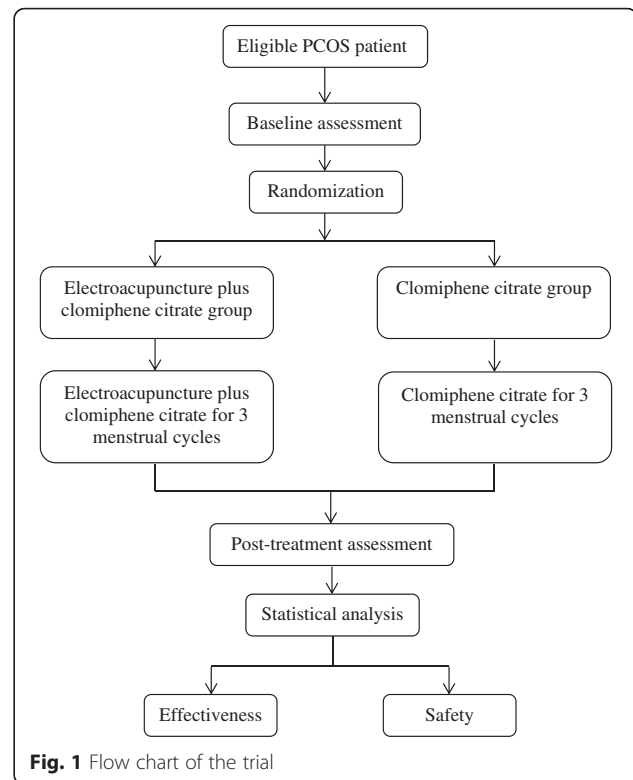 Eligible PCOS patient
Baseline assessment
Randomization
Electroacupuncture plus
clomiphene citrate group
Clomiphene citrate group
Electroacupuncture plus
clomiphene citrate for 3
menstrual cycles
Clomiphene citrate for 3
menstrual cycles
Post-treatment assessment
Statistical analysis
Effectiveness
Safety
Fig. 1 Flow chart of the trial